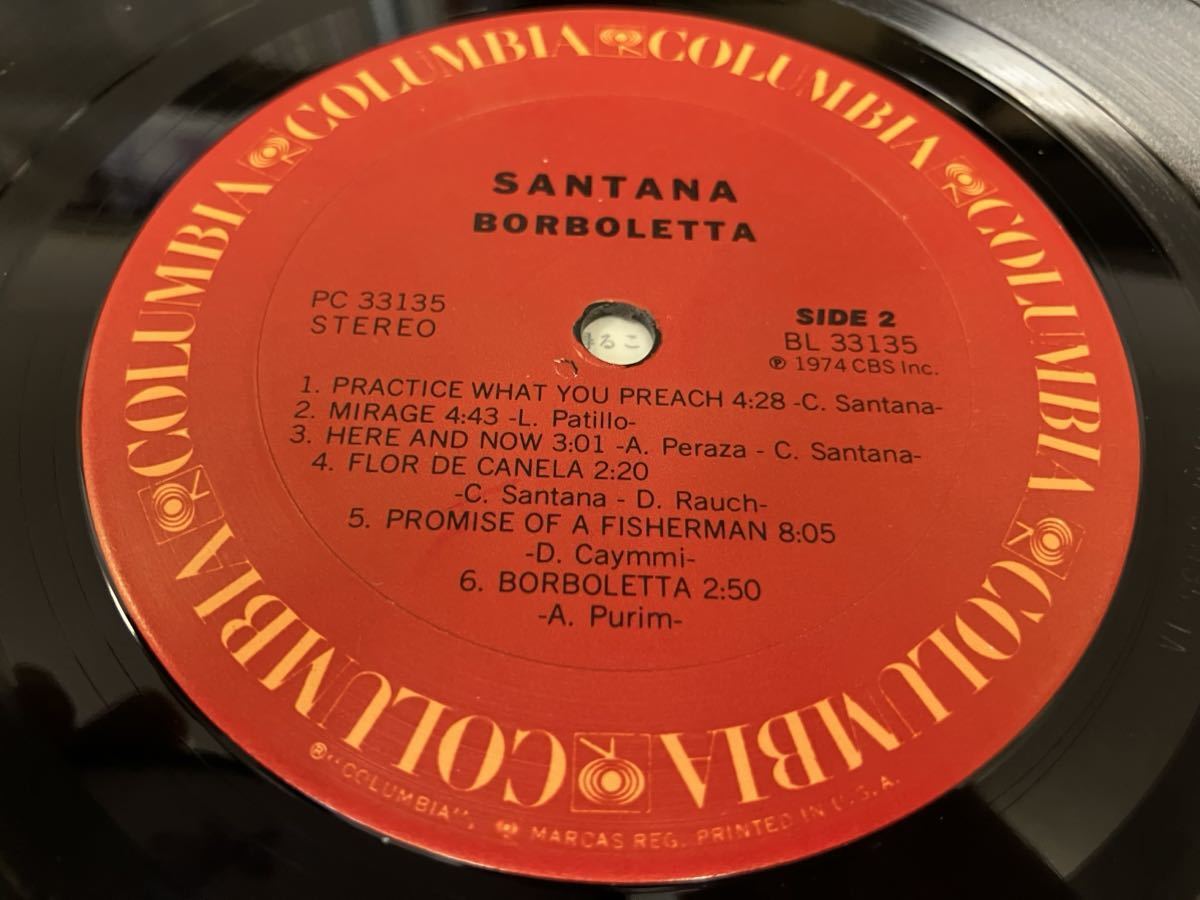 COLUMBIA COLUMBIA COLUMBIA COLUMBIA COLUMBIA COLUMBIA COLUMBIA COLUMBIA
SANTANA
BORBOLETTA
PC 33135
STEREO
SIDE 2
BL 33135
℗ 1974 CBS Inc.
1. PRACTICE WHAT YOU PREACH 4:28 -C. Santana-
2. MIRAGE 4:43 -L. Patillo-
3. HERE AND NOW 3:01 -A. Peraza - C. Santana-
4. FLOR DE CANELA 2:20
-C. Santana - D. Rauch-
5. PROMISE OF A FISHERMAN 8:05
-D. Caymmi-
6. BORBOLETTA 2:50
-A. Purim-
® "COLUMBIA", MARCAS REG. PRINTED IN U.S.A.